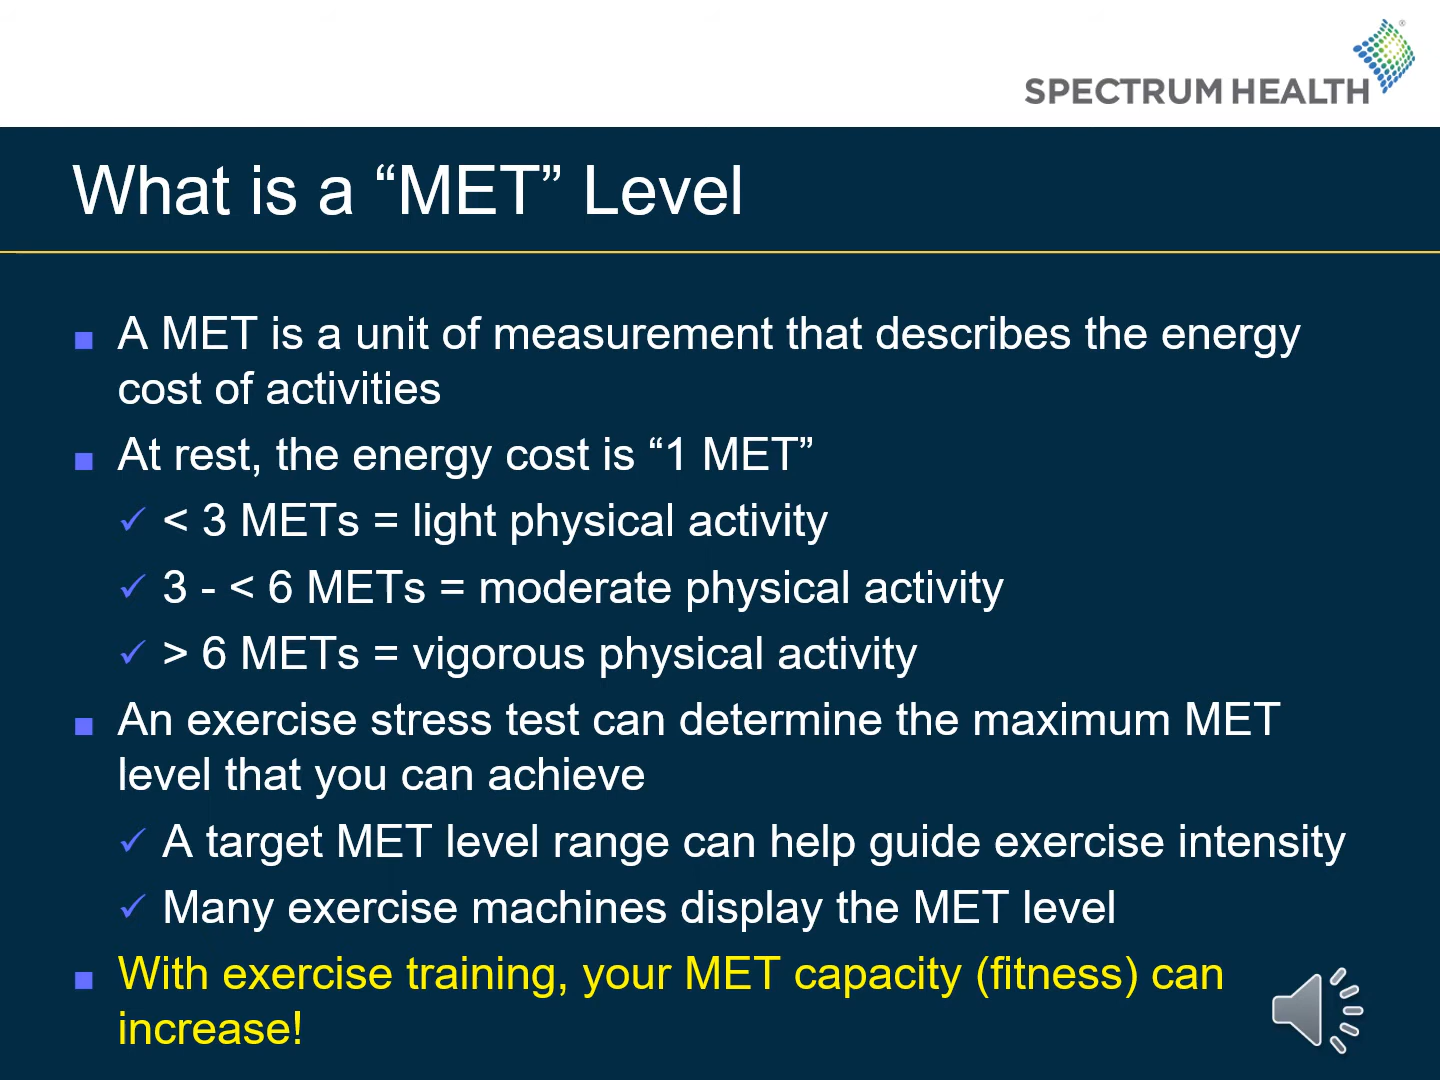 SPECTRUM HEALTH®
What is a “MET” Level
■ A MET is a unit of measurement that describes the energy
cost of activities
■ At rest, the energy cost is “1 MET”
✓ < 3 METs = light physical activity
✓ 3 - < 6 METs = moderate physical activity
✓ > 6 METs = vigorous physical activity
■ An exercise stress test can determine the maximum MET
level that you can achieve
✓ A target MET level range can help guide exercise intensity
✓ Many exercise machines display the MET level
■ With exercise training, your MET capacity (fitness) can
increase!